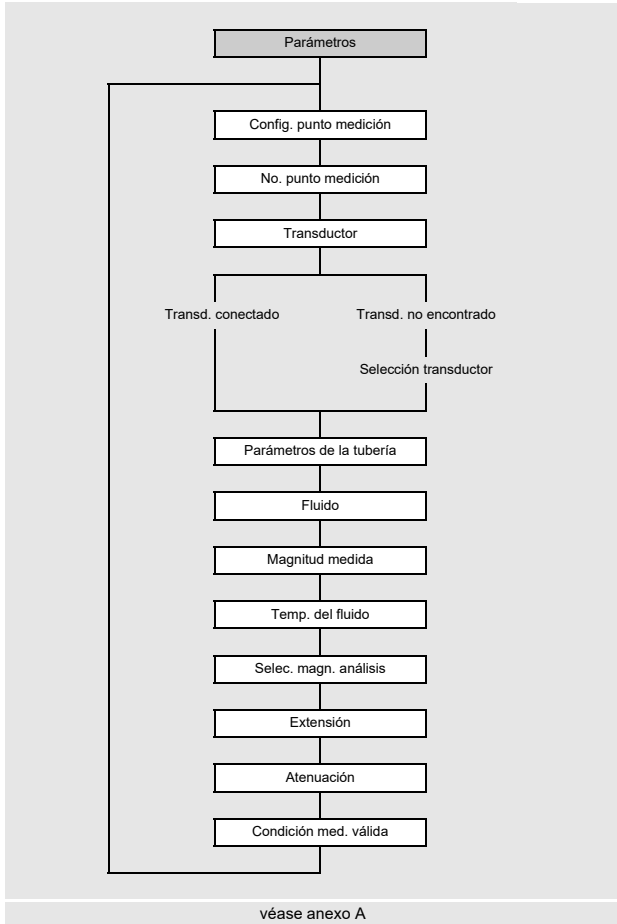 Parámetros
Config. punto medición
No. punto medición
Transductor
Transd. conectado
Transd. no encontrado
Selección transductor
Parámetros de la tubería
Fluido
Magnitud medida
Temp. del fluido
Selec. magn. análisis
Extensión
Atenuación
Condición med. válida
véase anexo A